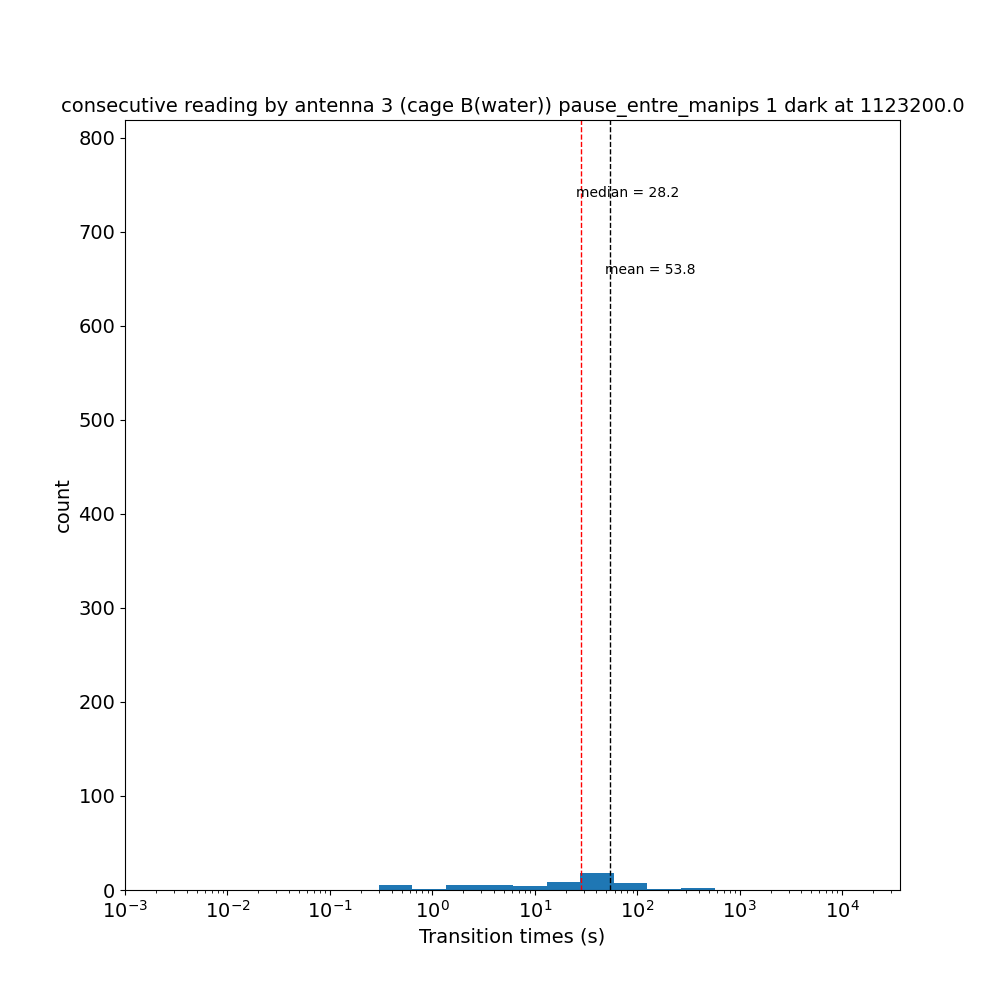 consecutive reading by antenna 3 (cage B(water)) pause_entre_manips 1 dark at 1123200.0
800
median = 28.2
700
mean = 53.8
600
500
count
400
300
200
100
0
10⁻³ 10⁻² 10⁻¹ 10⁰ 10¹ 10² 10³ 10⁴
Transition times (s)